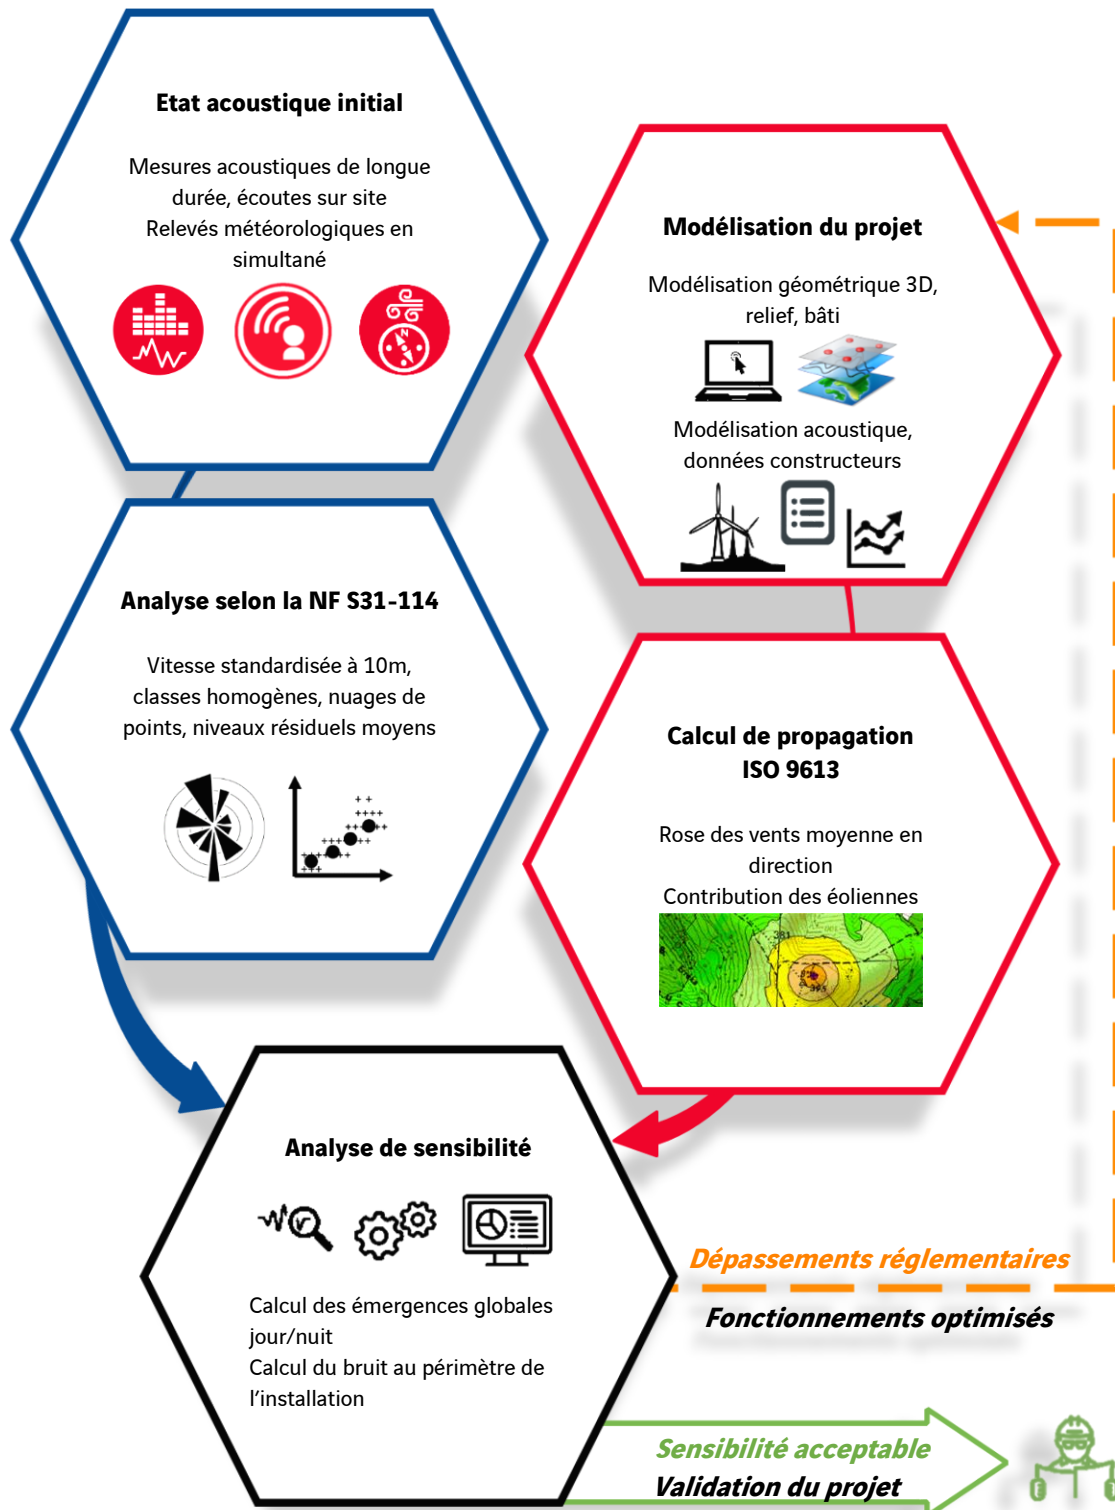 Etat acoustique initial
Mesures acoustiques de longue
durée, écoutes sur site
Relevés météorologiques en
simultané
N
Modélisation du projet
Modélisation géométrique 3D,
relief, bâti
Modélisation acoustique,
données constructeurs
Analyse selon la NF S31-114
Vitesse standardisée à 10m,
classes homogènes, nuages de
points, niveaux résiduels moyens
Calcul de propagation
ISO 9613
Rose des vents moyenne en
direction
Contribution des éoliennes
381
393
Analyse de sensibilité
Calcul des émergences globales
jour/nuit
Calcul du bruit au périmètre de
l'installation
Dépassements réglementaires
Fonctionnements optimisés
Sensibilité acceptable
Validation du projet